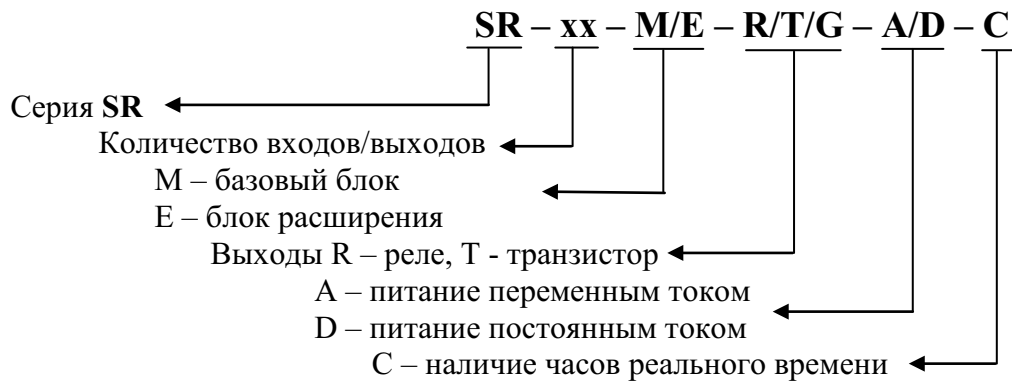 SR – xx – M/E – R/T/G – A/D – C
Серия SR
Количество входов/выходов
М – базовый блок
Е – блок расширения
Выходы R – реле, Т - транзистор
А – питание переменным током
D – питание постоянным током
С – наличие часов реального времени